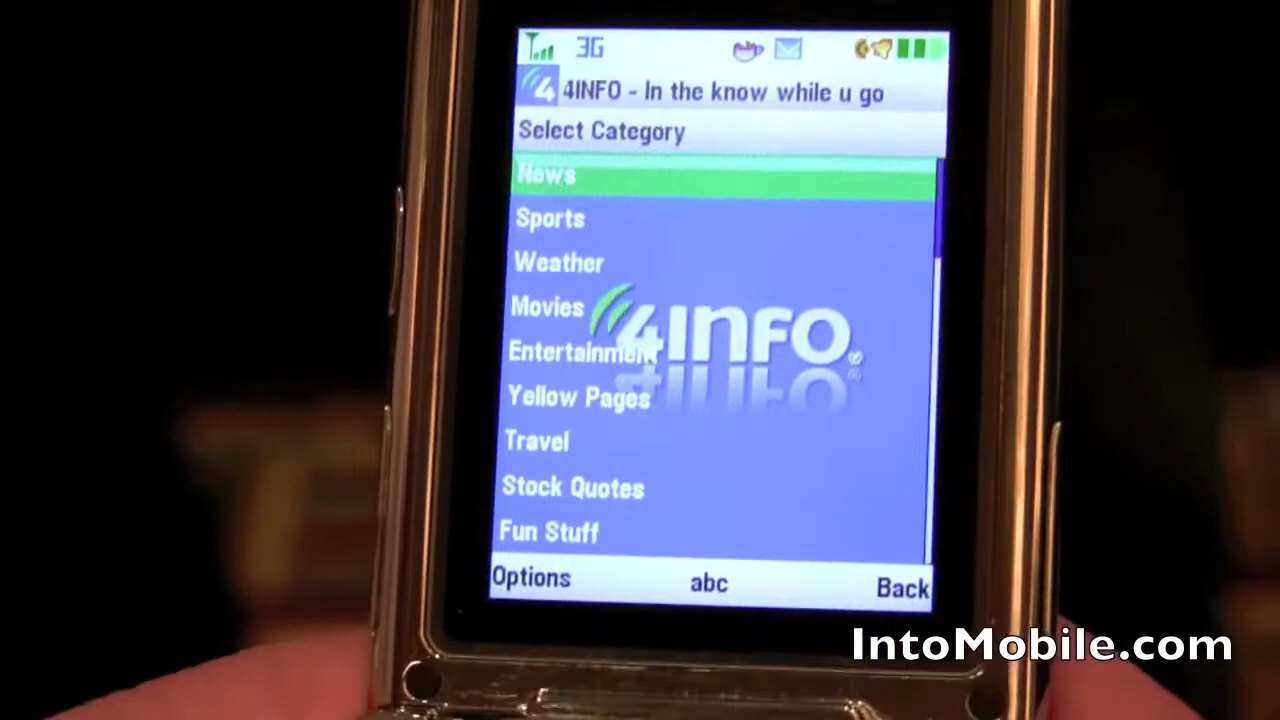 3G
4 4INFO - In the know while u go
Select Category
News
Sports
Weather
Movies
4INFO®
Entertainment
Yellow Pages
Travel
Stock Quotes
Fun Stuff
Options abc Back
IntoMobile.com